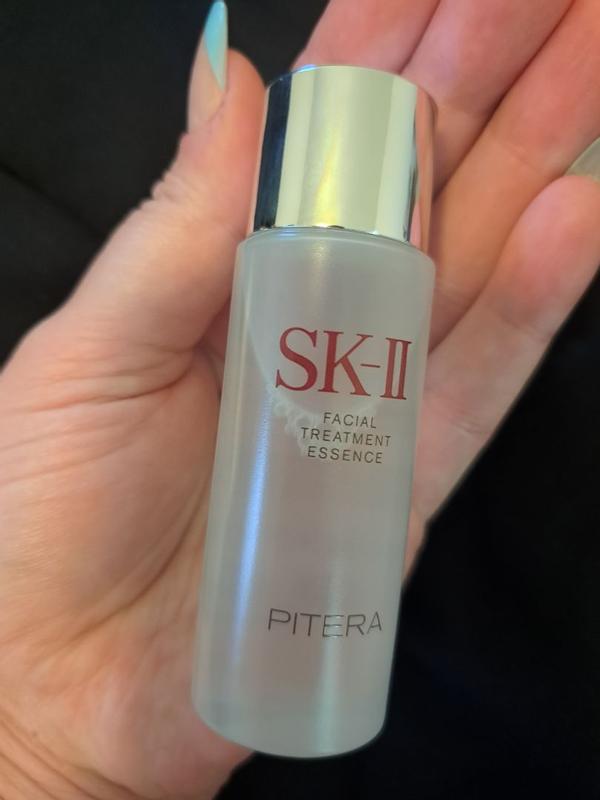 SK-II
FACIAL
TREATMENT
ESSENCE
PITERA